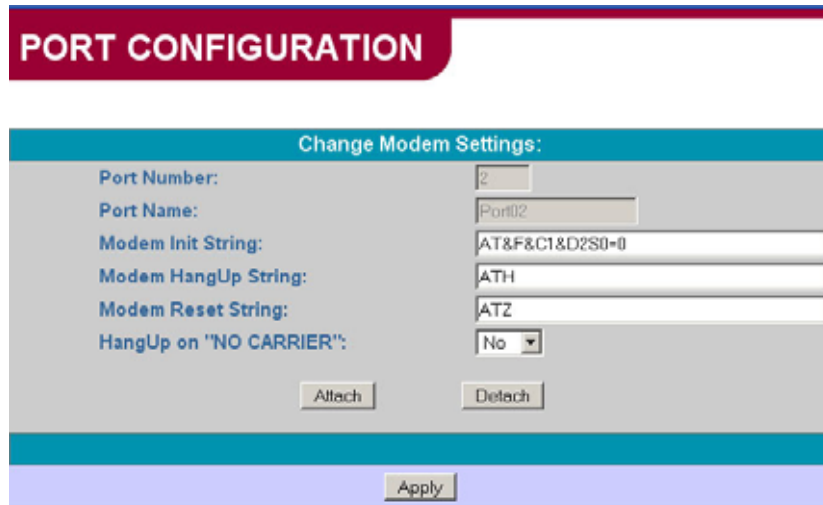 PORT CONFIGURATION
Change Modem Settings:
Port Number: 2
Port Name: Port02
Modem Init String: AT&F&C1&D2S0=0
Modem HangUp String: ATH
Modem Reset String: ATZ
HangUp on "NO CARRIER": No
Attach Detach
Apply